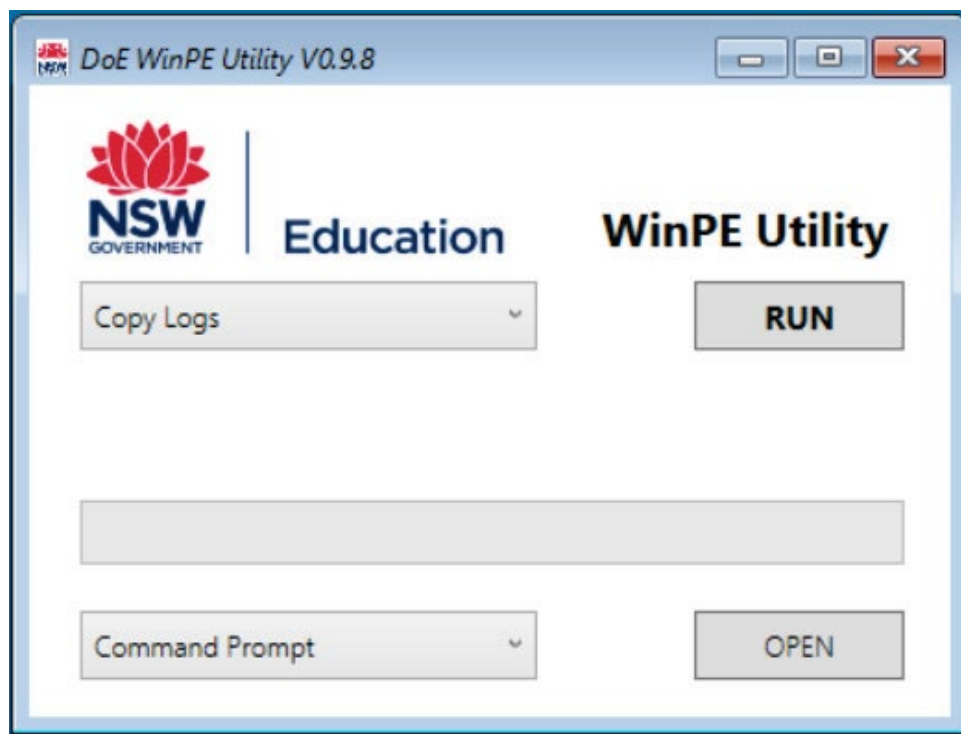 DoE WinPE Utility V0.9.8
NSW
GOVERNMENT
Education
WinPE Utility
Copy Logs
RUN
Command Prompt
OPEN